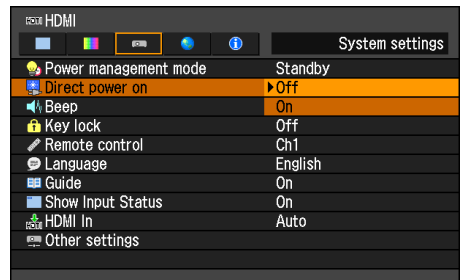 HDMI HDMI
System settings
Power management mode Standby
Direct power on Off
Beep On
Key lock Off
Remote control Ch1
Language English
Guide On
Show Input Status On
HDMI In Auto
Other settings